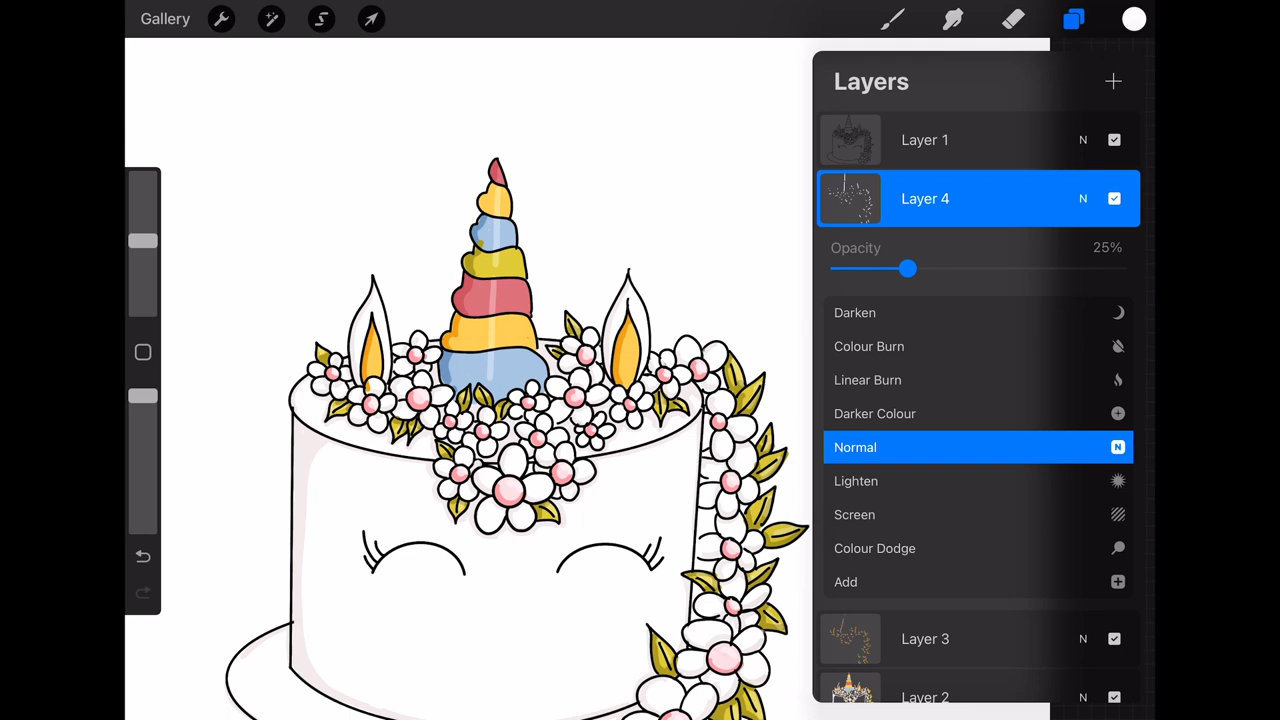 Gallery
Layers
Layer 1 N
Layer 4 N
Opacity 25%
Darken
Colour Burn
Linear Burn
Darker Colour
Normal N
Lighten
Screen
Colour Dodge
Add
Layer 3 N
Layer 2 N